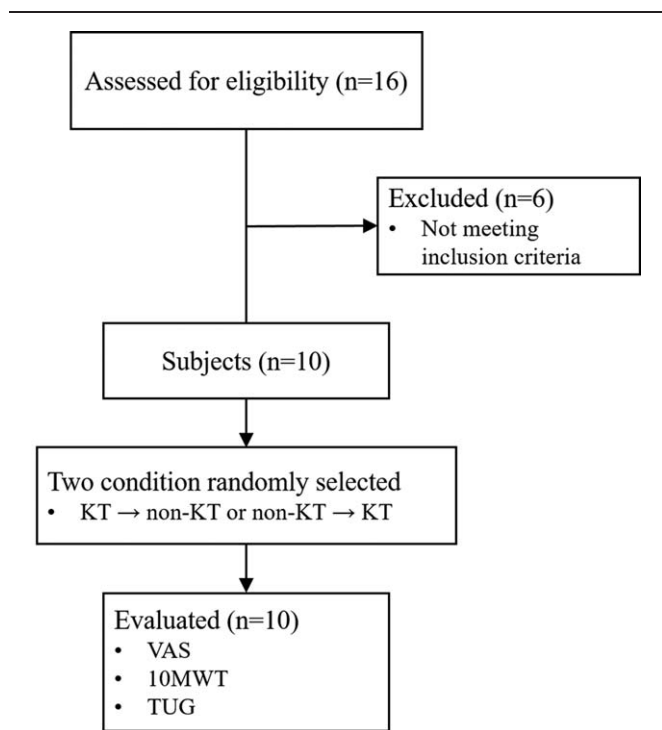 Assessed for eligibility (n=16)
Excluded (n=6)
• Not meeting
inclusion criteria
Subjects (n=10)
Two condition randomly selected
• KT → non-KT or non-KT → KT
Evaluated (n=10)
• VAS
• 10MWT
• TUG